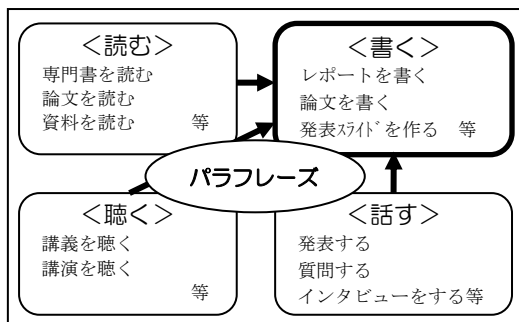 ＜読む＞
専門書を読む
論文を読む
資料を読む　　等
＜書く＞
レポートを書く
論文を書く
発表ｽﾗｲﾄﾞを作る　等
パラフレーズ
＜聴く＞
講義を聴く
講演を聴く
等
＜話す＞
発表する
質問する
インタビューをする等